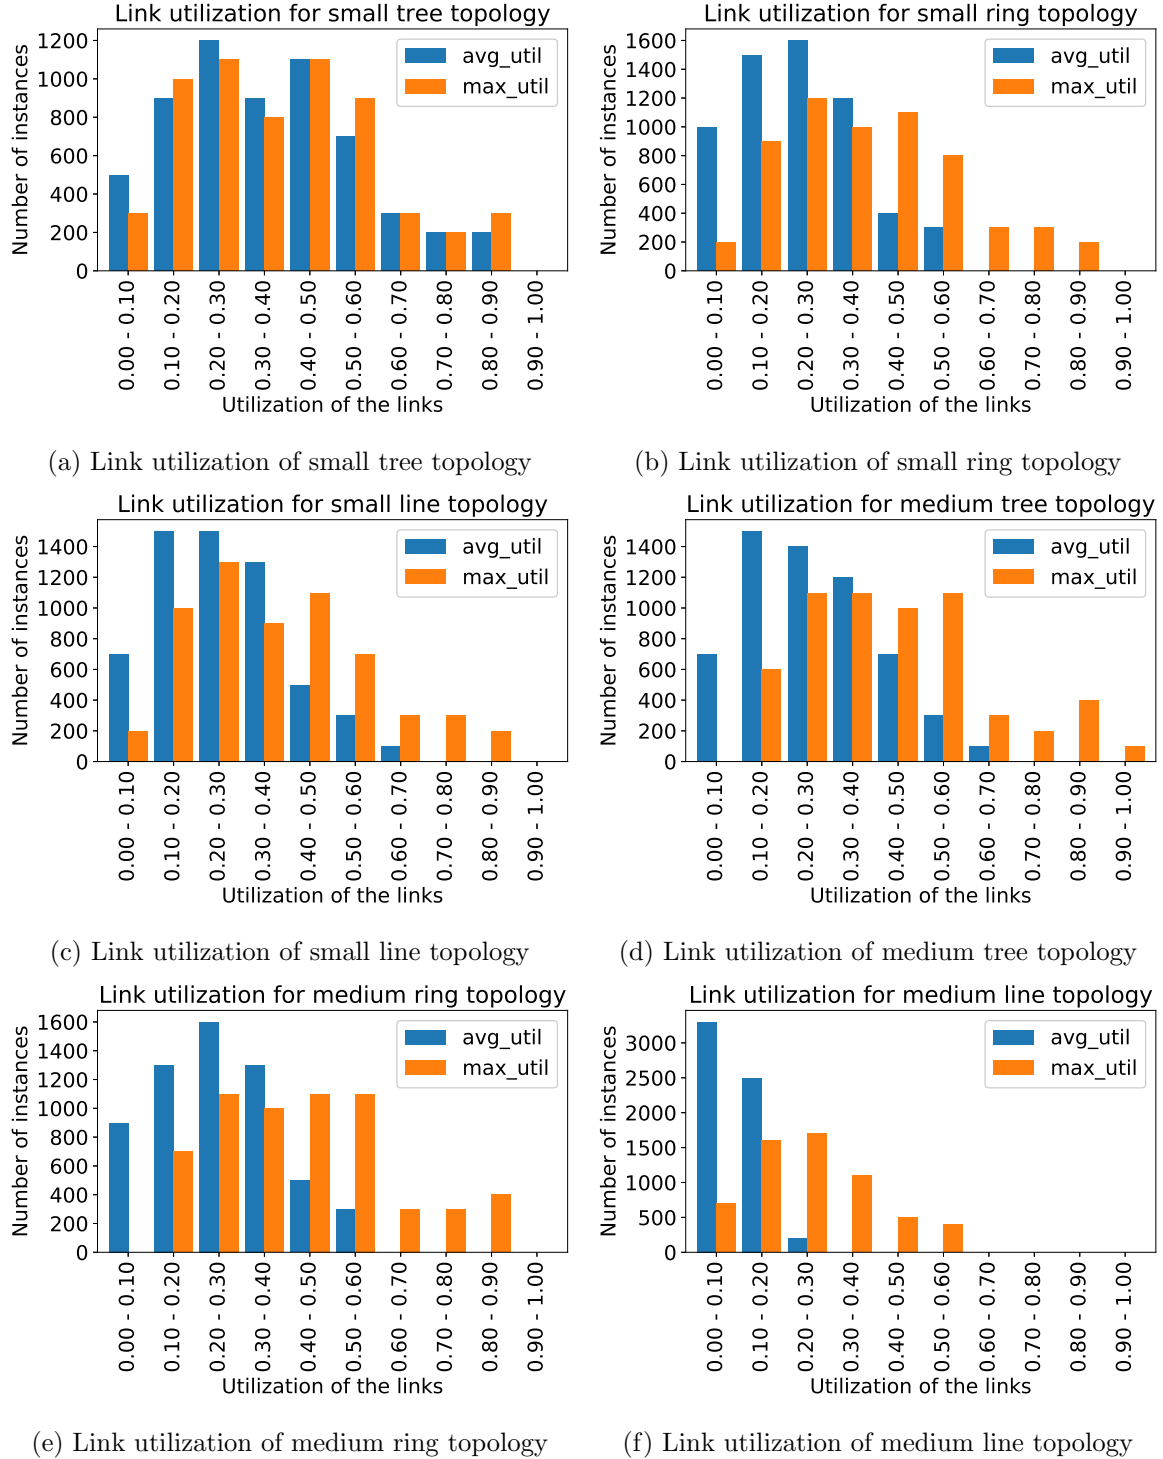 Link utilization for small tree topology
Number of instances
1200
1000
800
600
400
200
0
avg_util
max_util
0.00 - 0.10
0.10 - 0.20
0.20 - 0.30
0.30 - 0.40
0.40 - 0.50
0.50 - 0.60
0.60 - 0.70
0.70 - 0.80
0.80 - 0.90
0.90 - 1.00
Utilization of the links
(a) Link utilization of small tree topology
Link utilization for small ring topology
Number of instances
1600
1400
1200
1000
800
600
400
200
0
avg_util
max_util
0.00 - 0.10
0.10 - 0.20
0.20 - 0.30
0.30 - 0.40
0.40 - 0.50
0.50 - 0.60
0.60 - 0.70
0.70 - 0.80
0.80 - 0.90
0.90 - 1.00
Utilization of the links
(b) Link utilization of small ring topology
Link utilization for small line topology
Number of instances
1400
1200
1000
800
600
400
200
0
avg_util
max_util
0.00 - 0.10
0.10 - 0.20
0.20 - 0.30
0.30 - 0.40
0.40 - 0.50
0.50 - 0.60
0.60 - 0.70
0.70 - 0.80
0.80 - 0.90
0.90 - 1.00
Utilization of the links
(c) Link utilization of small line topology
Link utilization for medium tree topology
Number of instances
1400
1200
1000
800
600
400
200
0
avg_util
max_util
0.00 - 0.10
0.10 - 0.20
0.20 - 0.30
0.30 - 0.40
0.40 - 0.50
0.50 - 0.60
0.60 - 0.70
0.70 - 0.80
0.80 - 0.90
0.90 - 1.00
Utilization of the links
(d) Link utilization of medium tree topology
Link utilization for medium ring topology
Number of instances
1600
1400
1200
1000
800
600
400
200
0
avg_util
max_util
0.00 - 0.10
0.10 - 0.20
0.20 - 0.30
0.30 - 0.40
0.40 - 0.50
0.50 - 0.60
0.60 - 0.70
0.70 - 0.80
0.80 - 0.90
0.90 - 1.00
Utilization of the links
(e) Link utilization of medium ring topology
Link utilization for medium line topology
Number of instances
3000
2500
2000
1500
1000
500
0
avg_util
max_util
0.00 - 0.10
0.10 - 0.20
0.20 - 0.30
0.30 - 0.40
0.40 - 0.50
0.50 - 0.60
0.60 - 0.70
0.70 - 0.80
0.80 - 0.90
0.90 - 1.00
Utilization of the links
(f) Link utilization of medium line topology